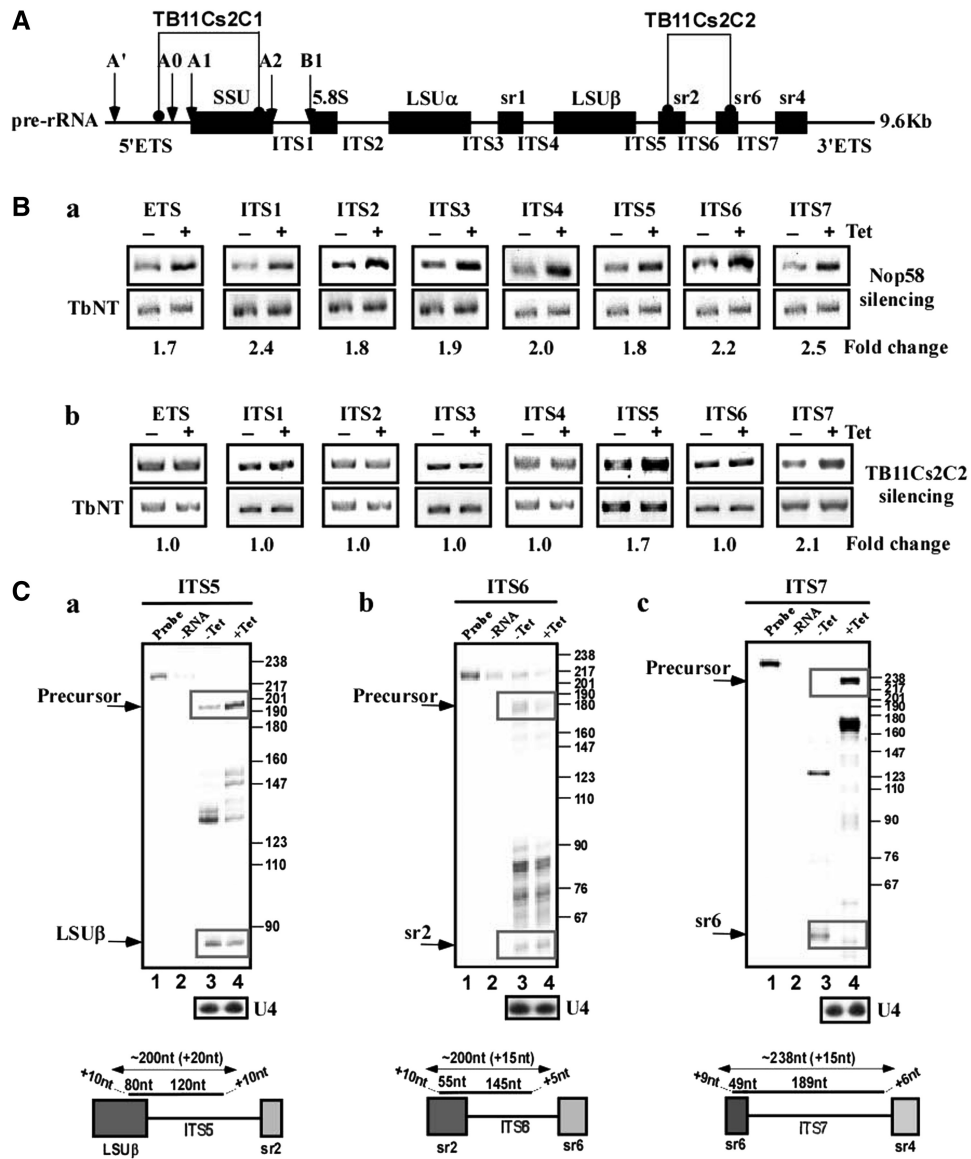 A
TB11Cs2C1
TB11Cs2C2
A' A0 A1 A2 B1
SSU 5.8S LSUα sr1 LSUβ sr2 sr6 sr4
pre-rRNA 9.6Kb
5'ETS ITS1 ITS2 ITS3 ITS4 ITS5 ITS6 ITS7 3'ETS
B
a
ETS ITS1 ITS2 ITS3 ITS4 ITS5 ITS6 ITS7
– + – + – + – + – + – + – + – + Tet
Nop58
silencing
TbNT
1.7 2.4 1.8 1.9 2.0 1.8 2.2 2.5 Fold change
b
ETS ITS1 ITS2 ITS3 ITS4 ITS5 ITS6 ITS7
– + – + – + – + – + – + – + – + Tet
TB11Cs2C2
silencing
TbNT
1.0 1.0 1.0 1.0 1.0 1.7 1.0 2.1 Fold change
C
a
ITS5
Probe -RNA -Tet +Tet
Precursor
LSUβ
238
217
201
190
180
160
147
123
110
90
1 2 3 4
U4
~200nt (+20nt)
+10nt 80nt 120nt +10nt
ITS5
LSUβ sr2
b
ITS6
Probe -RNA -Tet +Tet
Precursor
sr2
238
217
201
190
180
160
147
123
110
90
76
67
1 2 3 4
U4
~200nt (+15nt)
+10nt 55nt 145nt +5nt
ITS6
sr2 sr6
c
ITS7
Probe -RNA -Tet +Tet
Precursor
sr6
238
217
201
190
180
160
147
123
110
90
76
67
1 2 3 4
U4
~238nt (+15nt)
+9nt 49nt 189nt +6nt
ITS7
sr6 sr4